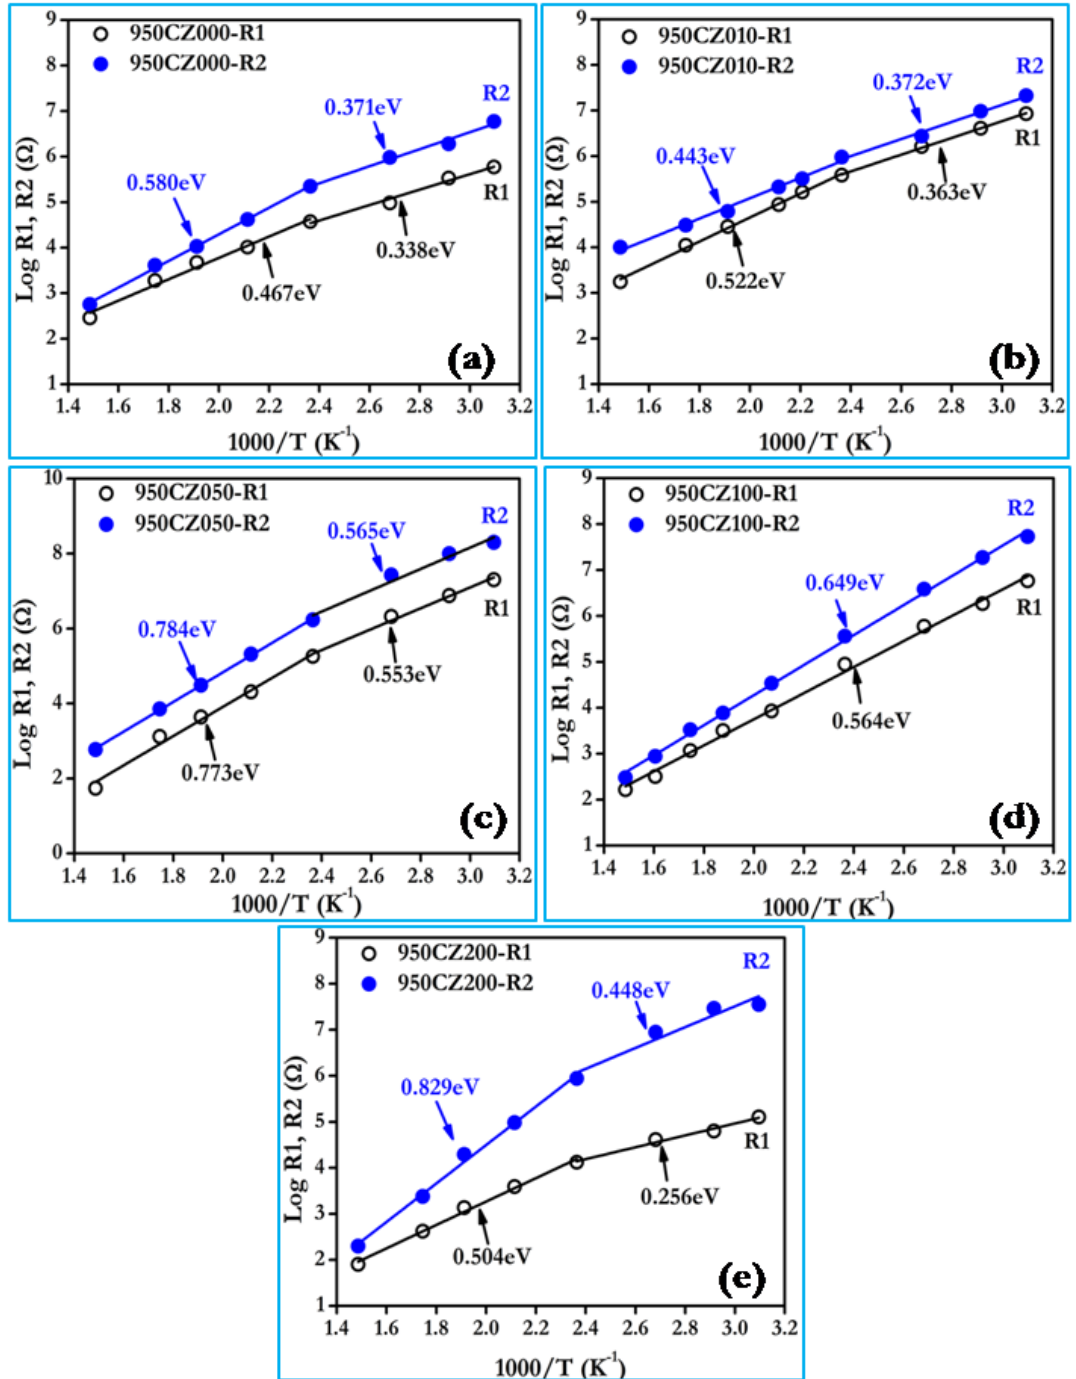 950CZ000-R1
950CZ000-R2
R2
R1
0.371eV
0.580eV
0.338eV
0.467eV
(a)
Log R1, R2 (Ω)
9
8
7
6
5
4
3
2
1
1.4 1.6 1.8 2.0 2.2 2.4 2.6 2.8 3.0 3.2
1000/T (K⁻¹)
950CZ010-R1
950CZ010-R2
R2
R1
0.372eV
0.443eV
0.363eV
0.522eV
(b)
Log R1, R2 (Ω)
9
8
7
6
5
4
3
2
1
1.4 1.6 1.8 2.0 2.2 2.4 2.6 2.8 3.0 3.2
1000/T (K⁻¹)
950CZ050-R1
950CZ050-R2
R2
R1
0.565eV
0.784eV
0.553eV
0.773eV
(c)
Log R1, R2 (Ω)
10
8
6
4
2
0
1.4 1.6 1.8 2.0 2.2 2.4 2.6 2.8 3.0 3.2
1000/T (K⁻¹)
950CZ100-R1
950CZ100-R2
R2
R1
0.649eV
0.564eV
(d)
Log R1, R2 (Ω)
9
8
7
6
5
4
3
2
1
1.4 1.6 1.8 2.0 2.2 2.4 2.6 2.8 3.0 3.2
1000/T (K⁻¹)
950CZ200-R1
950CZ200-R2
R2
R1
0.448eV
0.829eV
0.256eV
0.504eV
(e)
Log R1, R2 (Ω)
9
8
7
6
5
4
3
2
1
1.4 1.6 1.8 2.0 2.2 2.4 2.6 2.8 3.0 3.2
1000/T (K⁻¹)